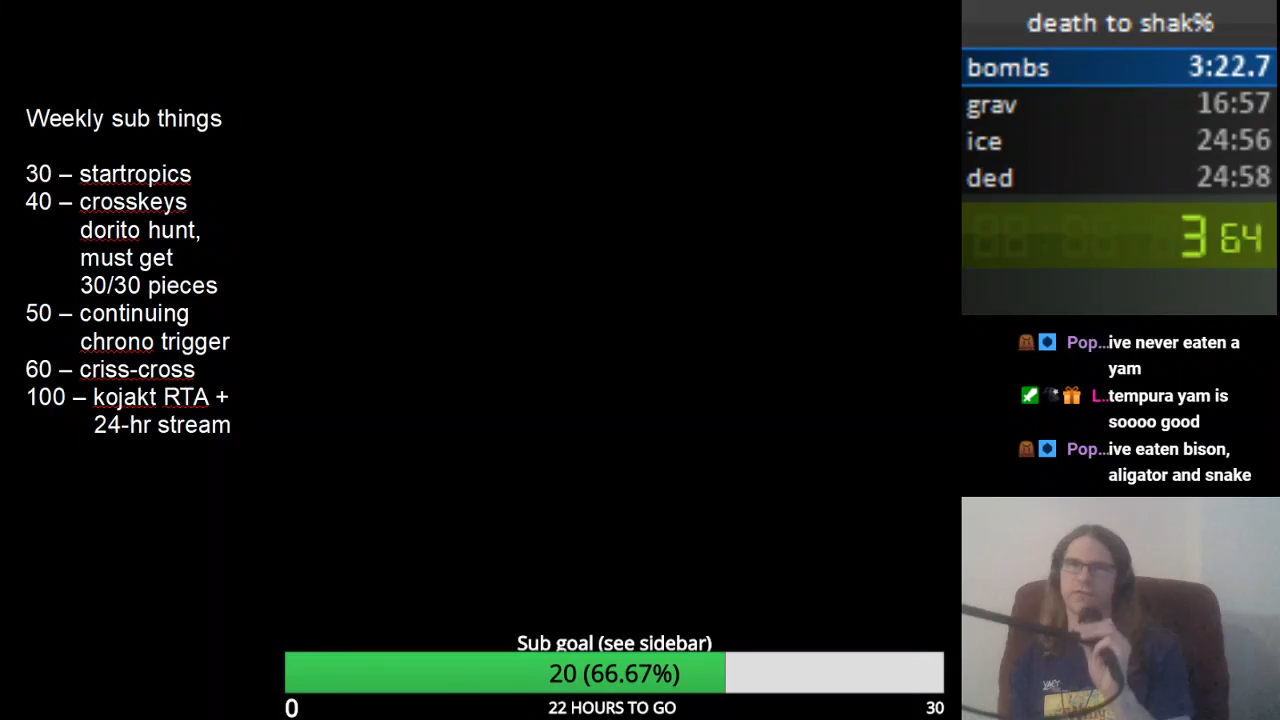 Weekly sub things
30 – startropics
40 – crosskeys
dorito hunt,
must get
30/30 pieces
50 – continuing
chrono trigger
60 – criss-cross
100 – kojakt RTA +
24-hr stream
death to shak%
bombs 3:22.7
grav 16:57
ice 24:56
ded 24:58
3 64
Pop...ive never eaten a
yam
L..tempura yam is
soooo good
Pop...ive eaten bison,
aligator and snake
Sub goal (see sidebar)
20 (66.67%)
0 22 HOURS TO GO 30